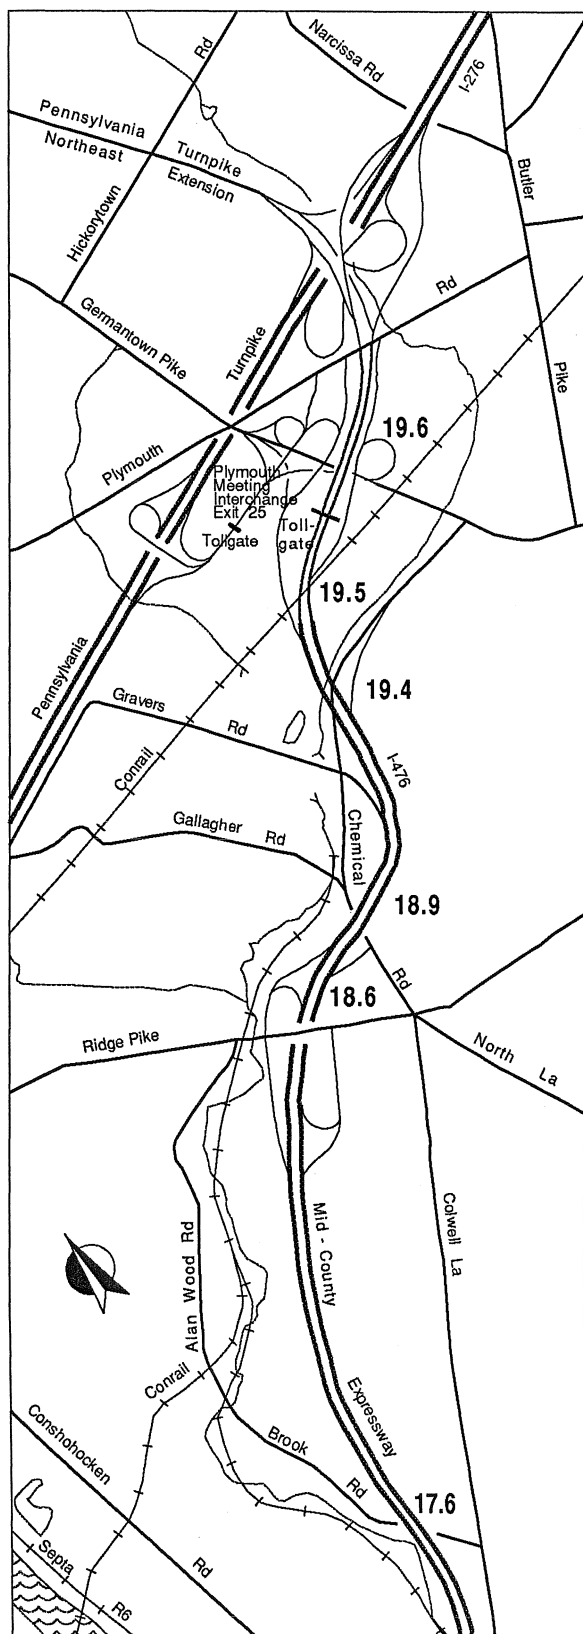 Narcissa Rd
Rd
I-276
Pennsylvania
Northeast
Turnpike
Extension
Hickorytown
Butler
Pike
Germantown Pike
Turnpike
Rd
Plymouth
19.6
Plymouth
Meeting
Interchange
Exit 25
Tollgate
Toll-
gate
19.5
Pennsylvania
19.4
Gravers
Rd
Conrail
I-476
Gallagher
Rd
Chemical
18.9
Rd
18.6
Ridge Pike
North
La
Mid - County
Colwell La
Alan Wood Rd
Conrail
Expressway
Conshohocken
Brook
Rd
17.6
Septa
R6
Rd